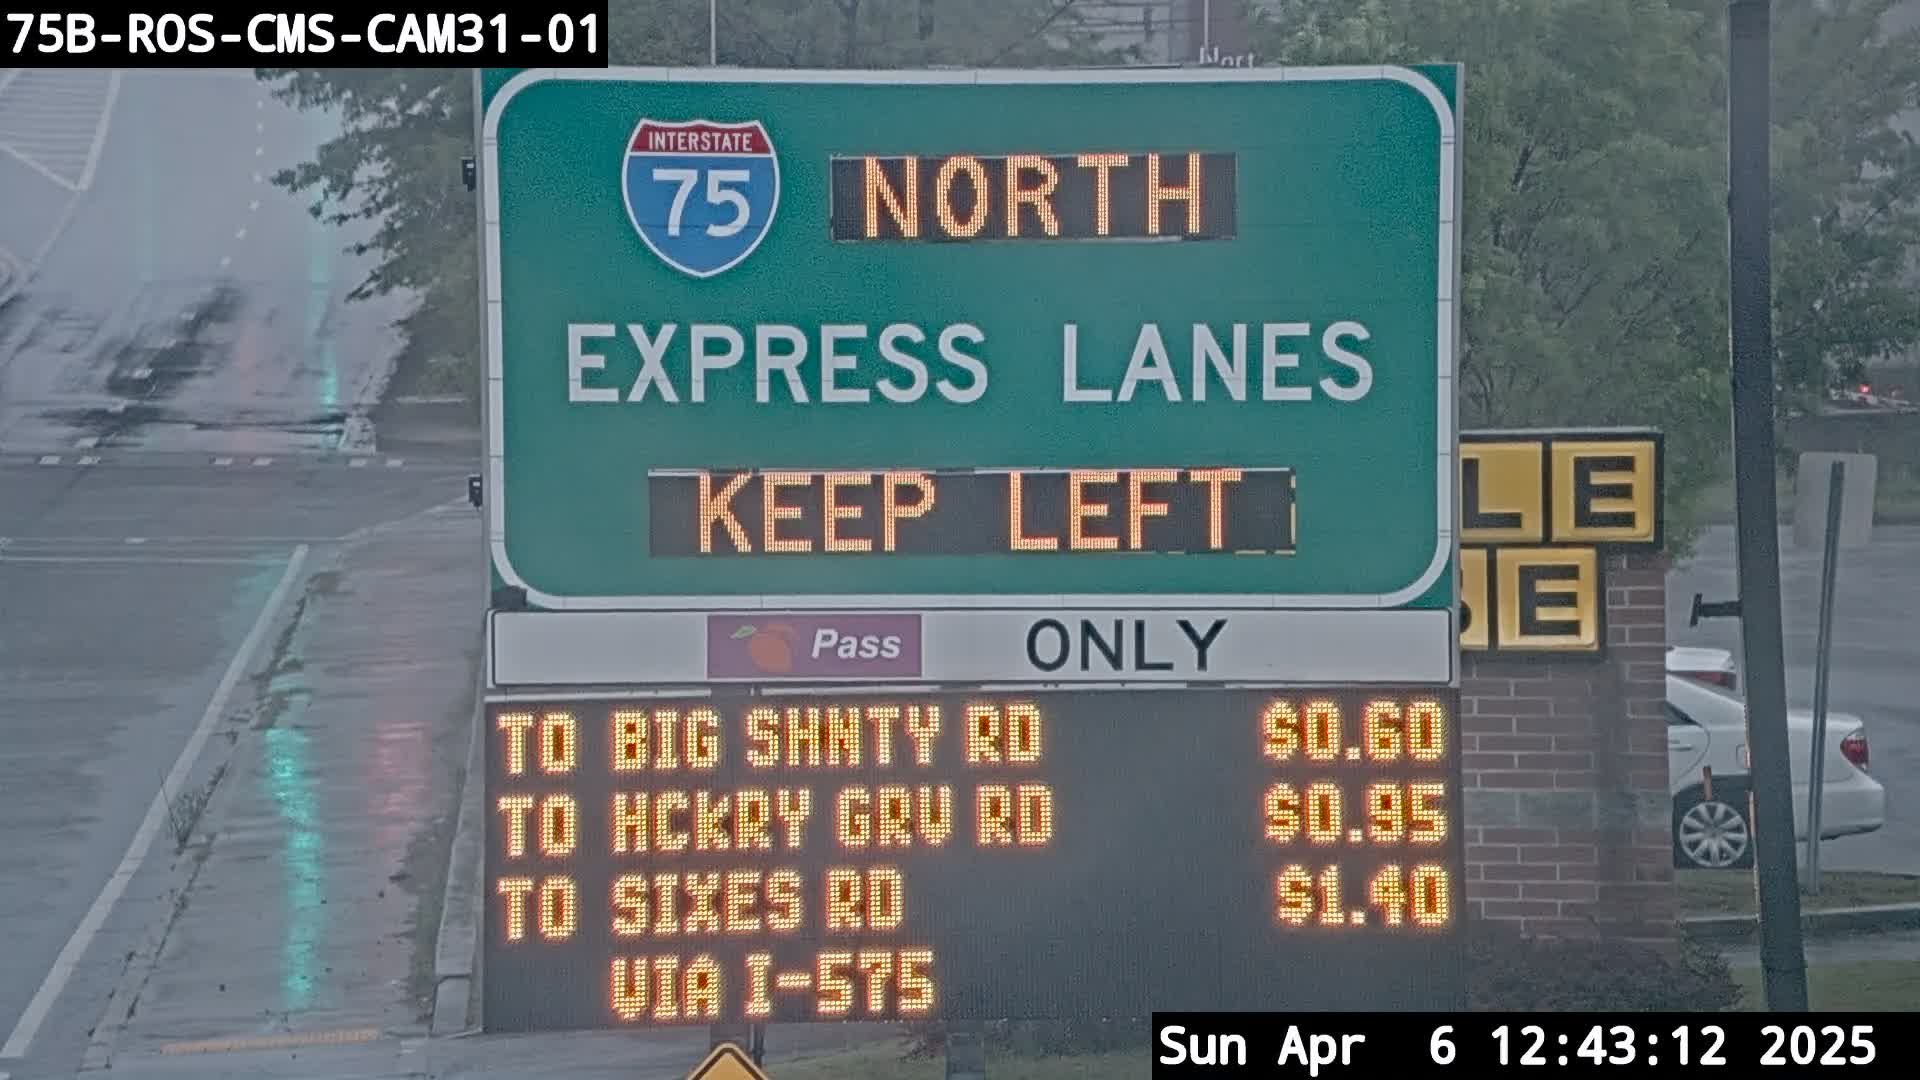 75B-ROS-CMS-CAM31-01
Nort
INTERSTATE
75 NORTH
EXPRESS LANES
KEEP LEFT
Pass ONLY
TO BIG SHNTY RD $0.60
TO HCKRY GRV RD $0.95
TO SIXES RD $1.40
VIA I-575
LE
E
Sun Apr 6 12:43:12 2025